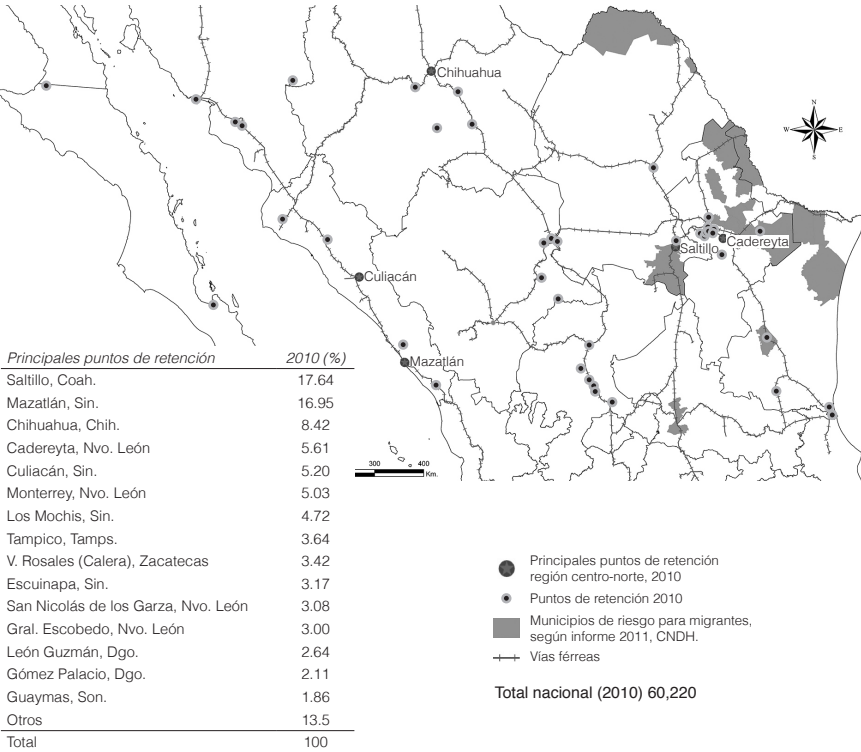 Chihuahua
N
W
E
S
Cadereyta
Saltillo
Culiacán
Mazatlán
300 400
Km.
Principales puntos de retención 2010 (%)
Saltillo, Coah. 17.64
Mazatlán, Sin. 16.95
Chihuahua, Chih. 8.42
Cadereyta, Nvo. León 5.61
Culiacán, Sin. 5.20
Monterrey, Nvo. León 5.03
Los Mochis, Sin. 4.72
Tampico, Tamps. 3.64
V. Rosales (Calera), Zacatecas 3.42
Escuinapa, Sin. 3.17
San Nicolás de los Garza, Nvo. León 3.08
Gral. Escobedo, Nvo. León 3.00
León Guzmán, Dgo. 2.64
Gómez Palacio, Dgo. 2.11
Guaymas, Son. 1.86
Otros 13.5
Total 100
Principales puntos de retención
región centro-norte, 2010
Puntos de retención 2010
Municipios de riesgo para migrantes,
según informe 2011, CNDH.
Vías férreas
Total nacional (2010) 60,220